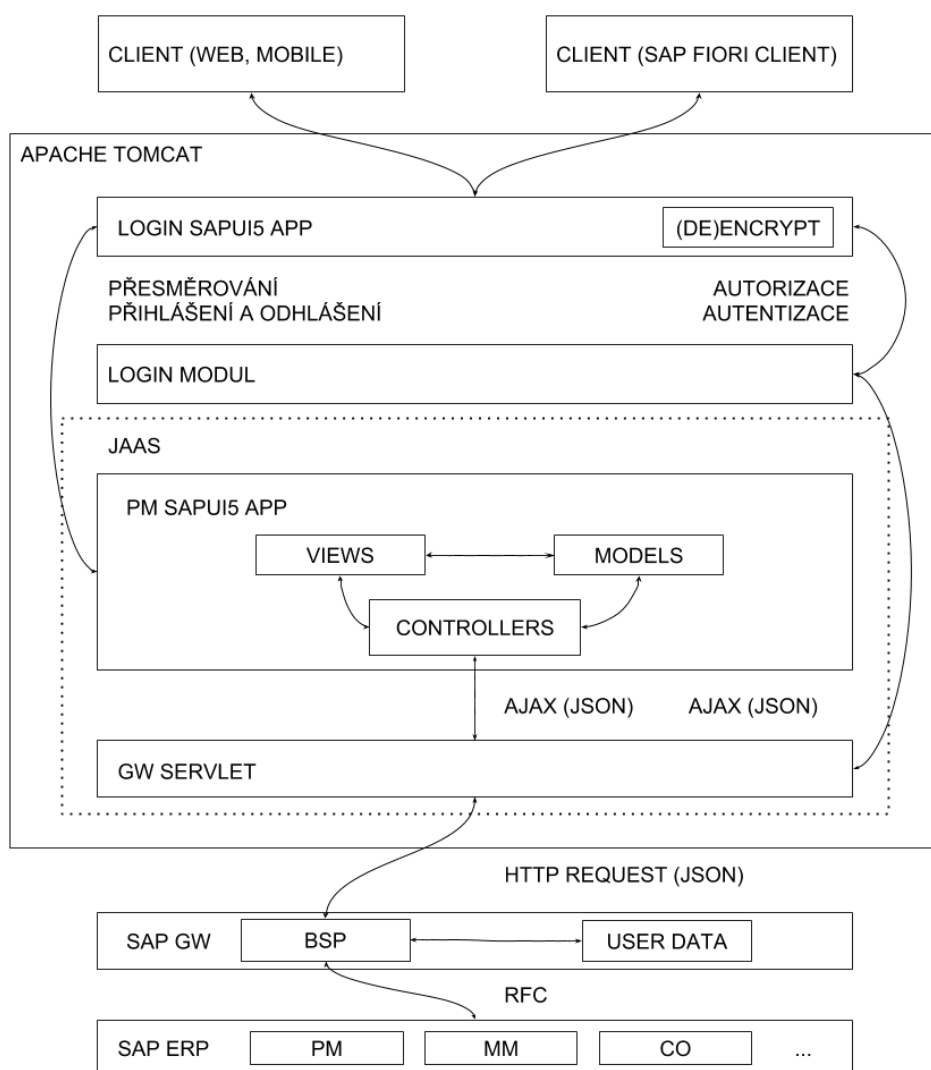 CLIENT (WEB, MOBILE)
CLIENT (SAP FIORI CLIENT)
APACHE TOMCAT
LOGIN SAPUI5 APP
(DE)ENCRYPT
PŘESMĚROVÁNÍ
PŘIHLÁŠENÍ A ODHLÁŠENÍ
AUTORIZACE
AUTENTIZACE
LOGIN MODUL
JAAS
PM SAPUI5 APP
VIEWS
MODELS
CONTROLLERS
AJAX (JSON)
AJAX (JSON)
GW SERVLET
HTTP REQUEST (JSON)
SAP GW
BSP
USER DATA
RFC
SAP ERP
PM
MM
CO
...